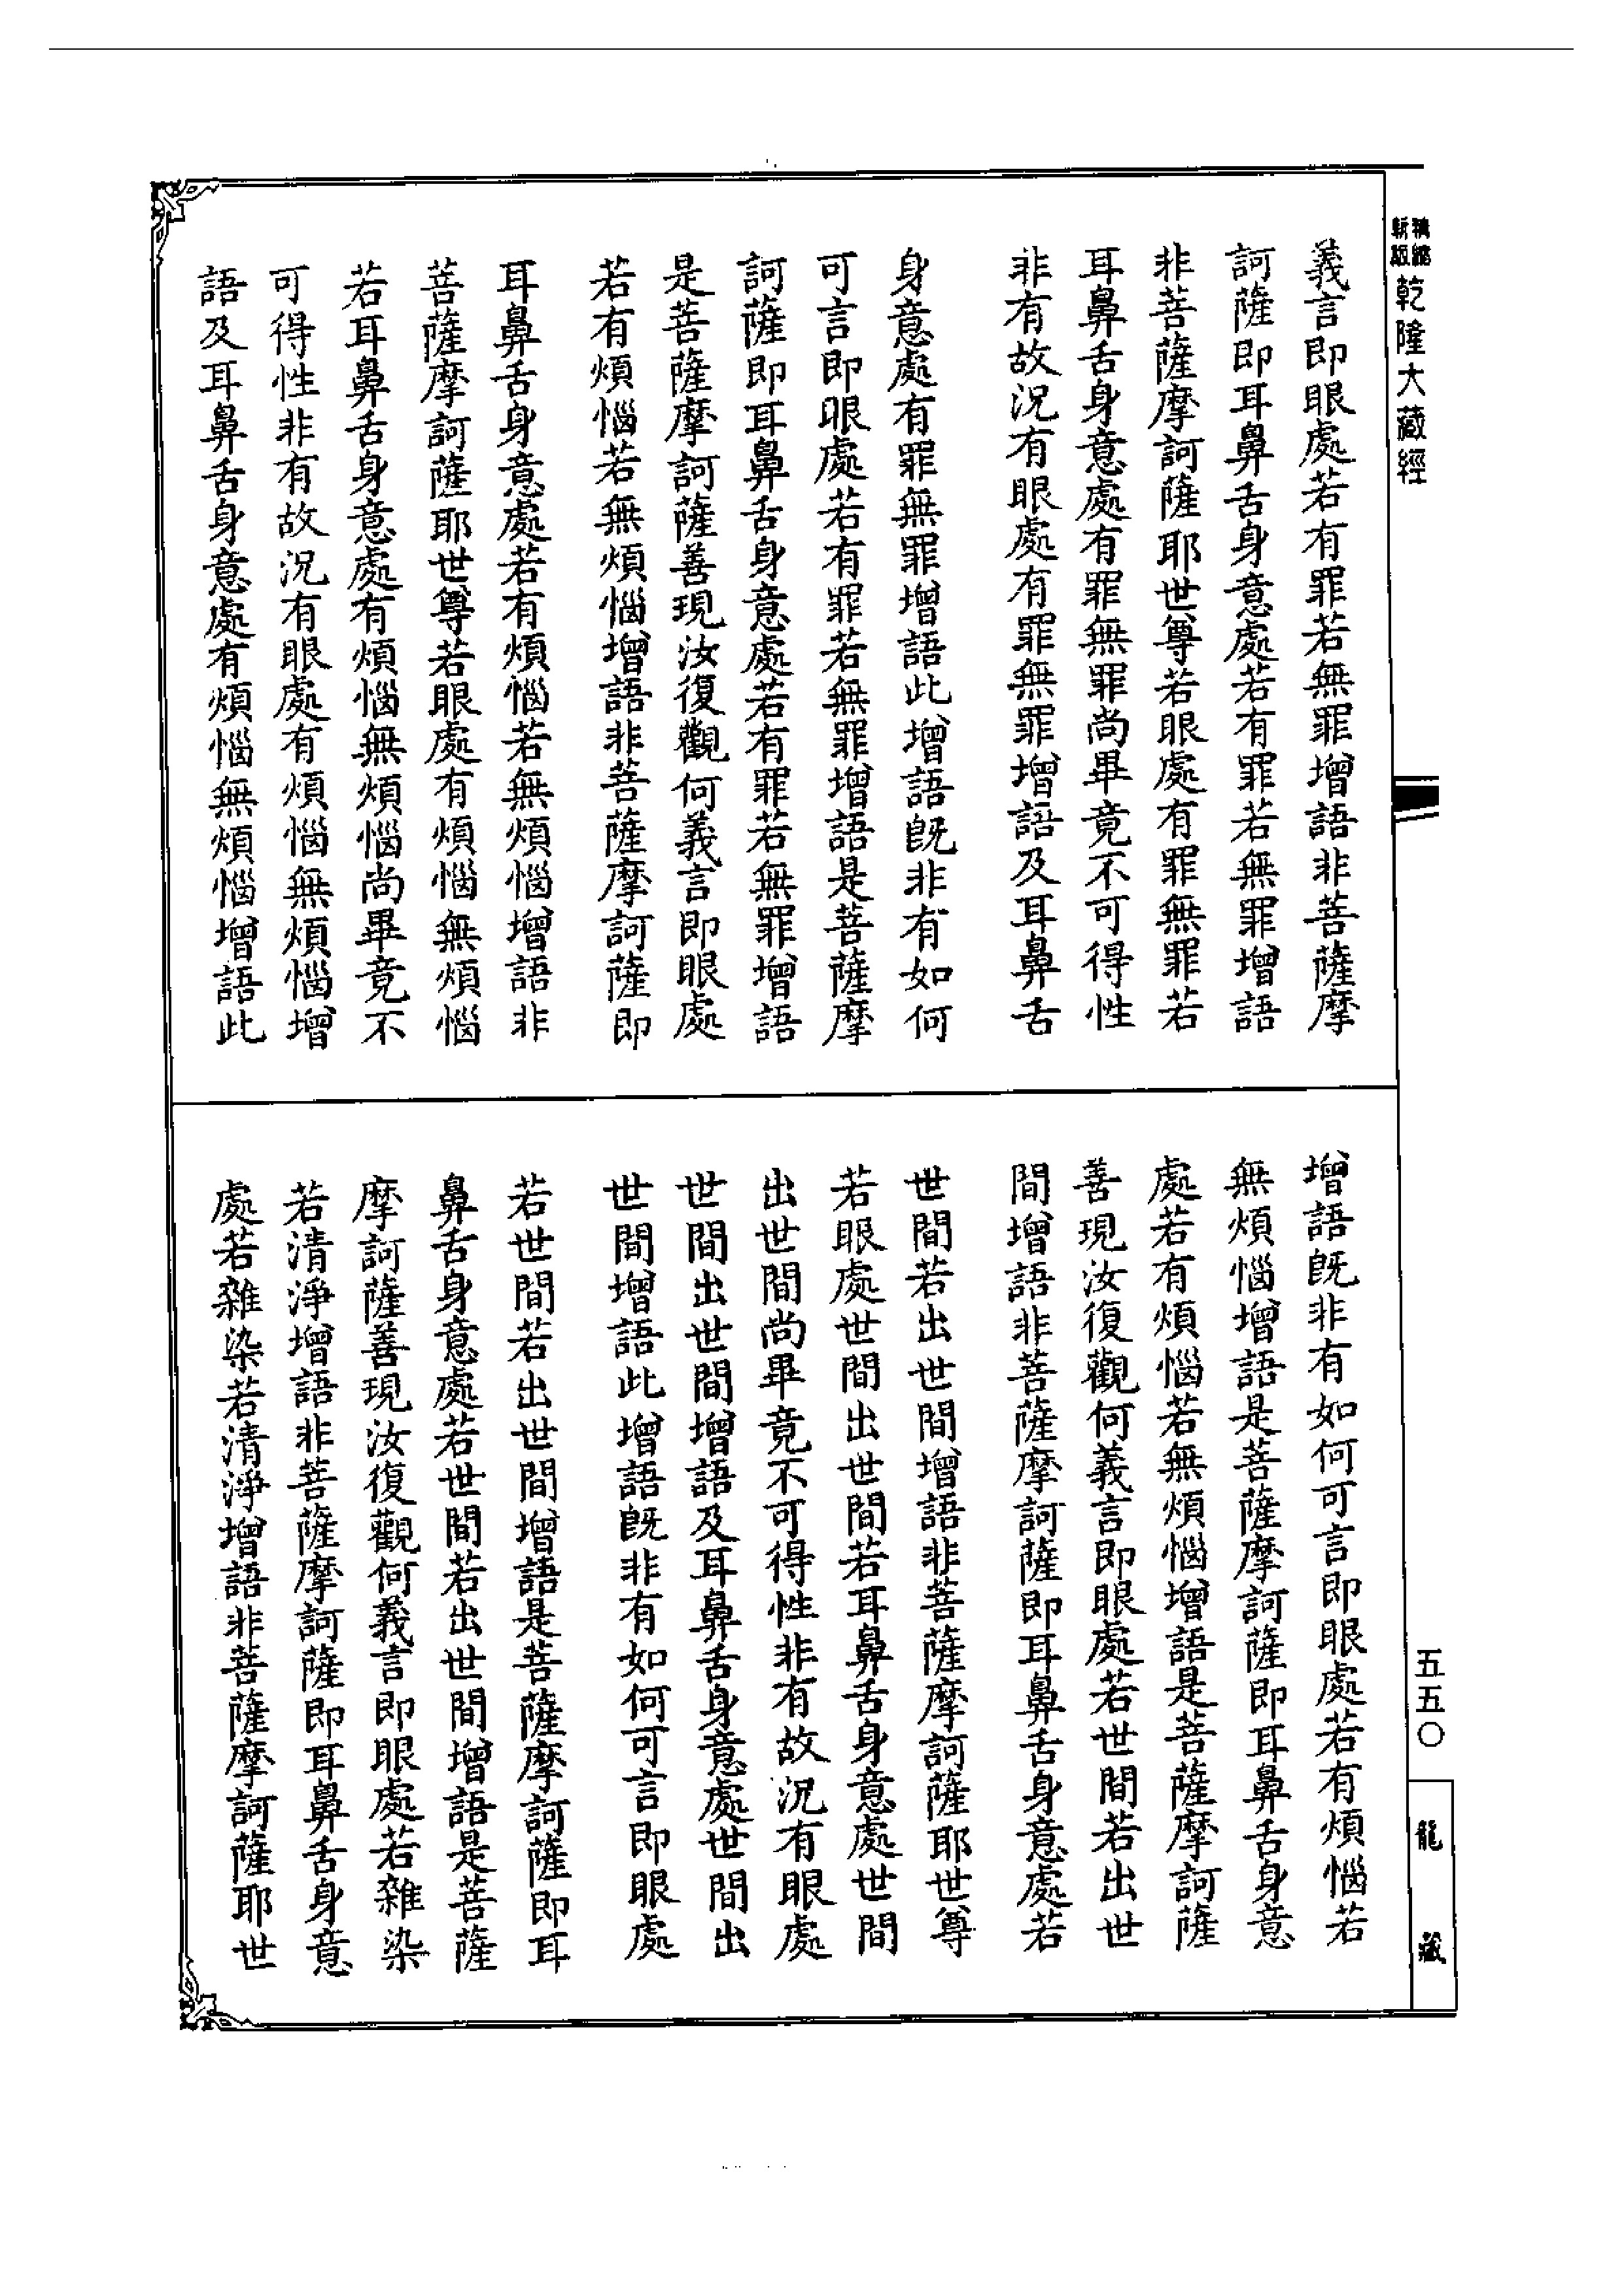 新編縮版乾隆大藏經
義言即眼處若有罪若無罪增語非菩薩摩
訶薩即耳鼻舌身意處若有罪若無罪增語
非菩薩摩訶薩耶世尊若眼處有罪無罪若
耳鼻舌身意處有罪無罪尚畢竟不可得性
非有故況有眼處有罪無罪增語及耳鼻舌
身意處有罪無罪增語此增語旣非有如何
可言即眼處若有罪若無罪增語是菩薩摩
訶薩即耳鼻舌身意處若有罪若無罪增語
是菩薩摩訶薩善現汝復觀何義言即眼處
若有煩惱若無煩惱增語非菩薩摩訶薩即
耳鼻舌身意處若有煩惱若無煩惱增語非
菩薩摩訶薩耶世尊若眼處有煩惱無煩惱
若耳鼻舌身意處有煩惱無煩惱尚畢竟不
可得性非有故況有眼處有煩惱無煩惱增
語及耳鼻舌身意處有煩惱無煩惱增語此
增語旣非有如何可言即眼處若有煩惱若
無煩惱增語是菩薩摩訶薩即耳鼻舌身意
處若有煩惱若無煩惱增語是菩薩摩訶薩
善現汝復觀何義言即眼處若世間若出世
間增語非菩薩摩訶薩即耳鼻舌身意處若
世間若出世間增語非菩薩摩訶薩耶世尊
若眼處世間出世間若耳鼻舌身意處世間
出世間尚畢竟不可得性非有故況有眼處
世間出世間增語及耳鼻舌身意處世間出
世間增語此增語旣非有如何可言即眼處
若世間若出世間增語是菩薩摩訶薩即耳
鼻舌身意處若世間若出世間增語是菩薩
摩訶薩善現汝復觀何義言即眼處若雜染
若清淨增語非菩薩摩訶薩即耳鼻舌身意
處若雜染若清淨增語非菩薩摩訶薩耶世
五五〇
龍藏